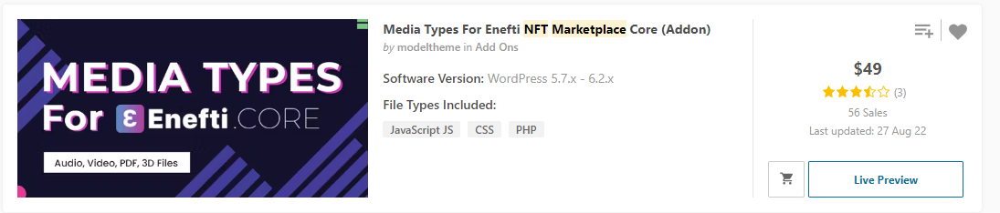 MEDIA TYPES
For Enefti.CORE
Audio, Video, PDF, 3D Files
Media Types For Enefti NFT Marketplace Core (Addon)
by modeltheme in Add Ons
Software Version: WordPress 5.7.x - 6.2.x
File Types Included:
JavaScript JS CSS PHP
$49
(3)
56 Sales
Last updated: 27 Aug 22
Live Preview